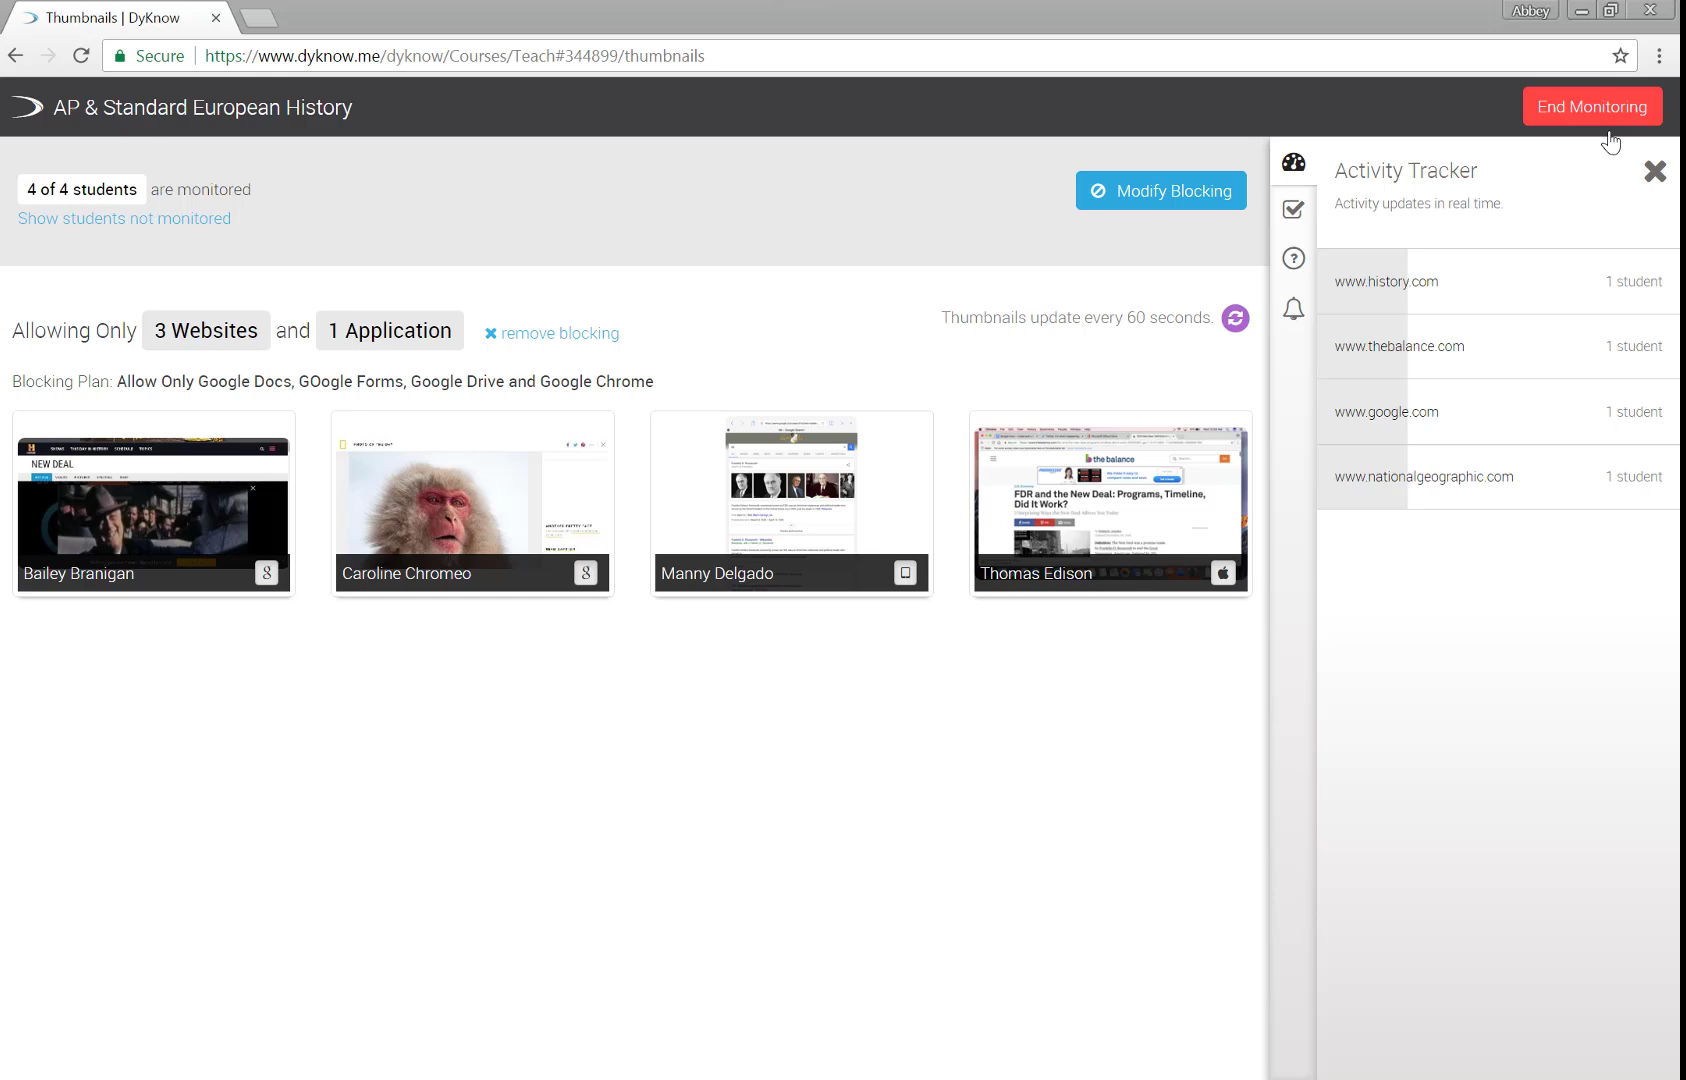 Thumbnails | DyKnow
Abbey
Secure
https://www.dyknow.me/dyknow/Courses/Teach#344899/thumbnails
AP & Standard European History
End Monitoring
4 of 4 students are monitored
Show students not monitored
Modify Blocking
Activity Tracker
Activity updates in real time.
www.history.com 1 student
www.thebalance.com 1 student
www.google.com 1 student
www.nationalgeographic.com 1 student
Allowing Only 3 Websites and 1 Application remove blocking
Thumbnails update every 60 seconds.
Blocking Plan: Allow Only Google Docs, GOogle Forms, Google Drive and Google Chrome
NEW DEAL
Bailey Branigan
Caroline Chromeo
Manny Delgado
the balance
FDR and the New Deal: Programs, Timeline,
Did It Work?
Thomas Edison